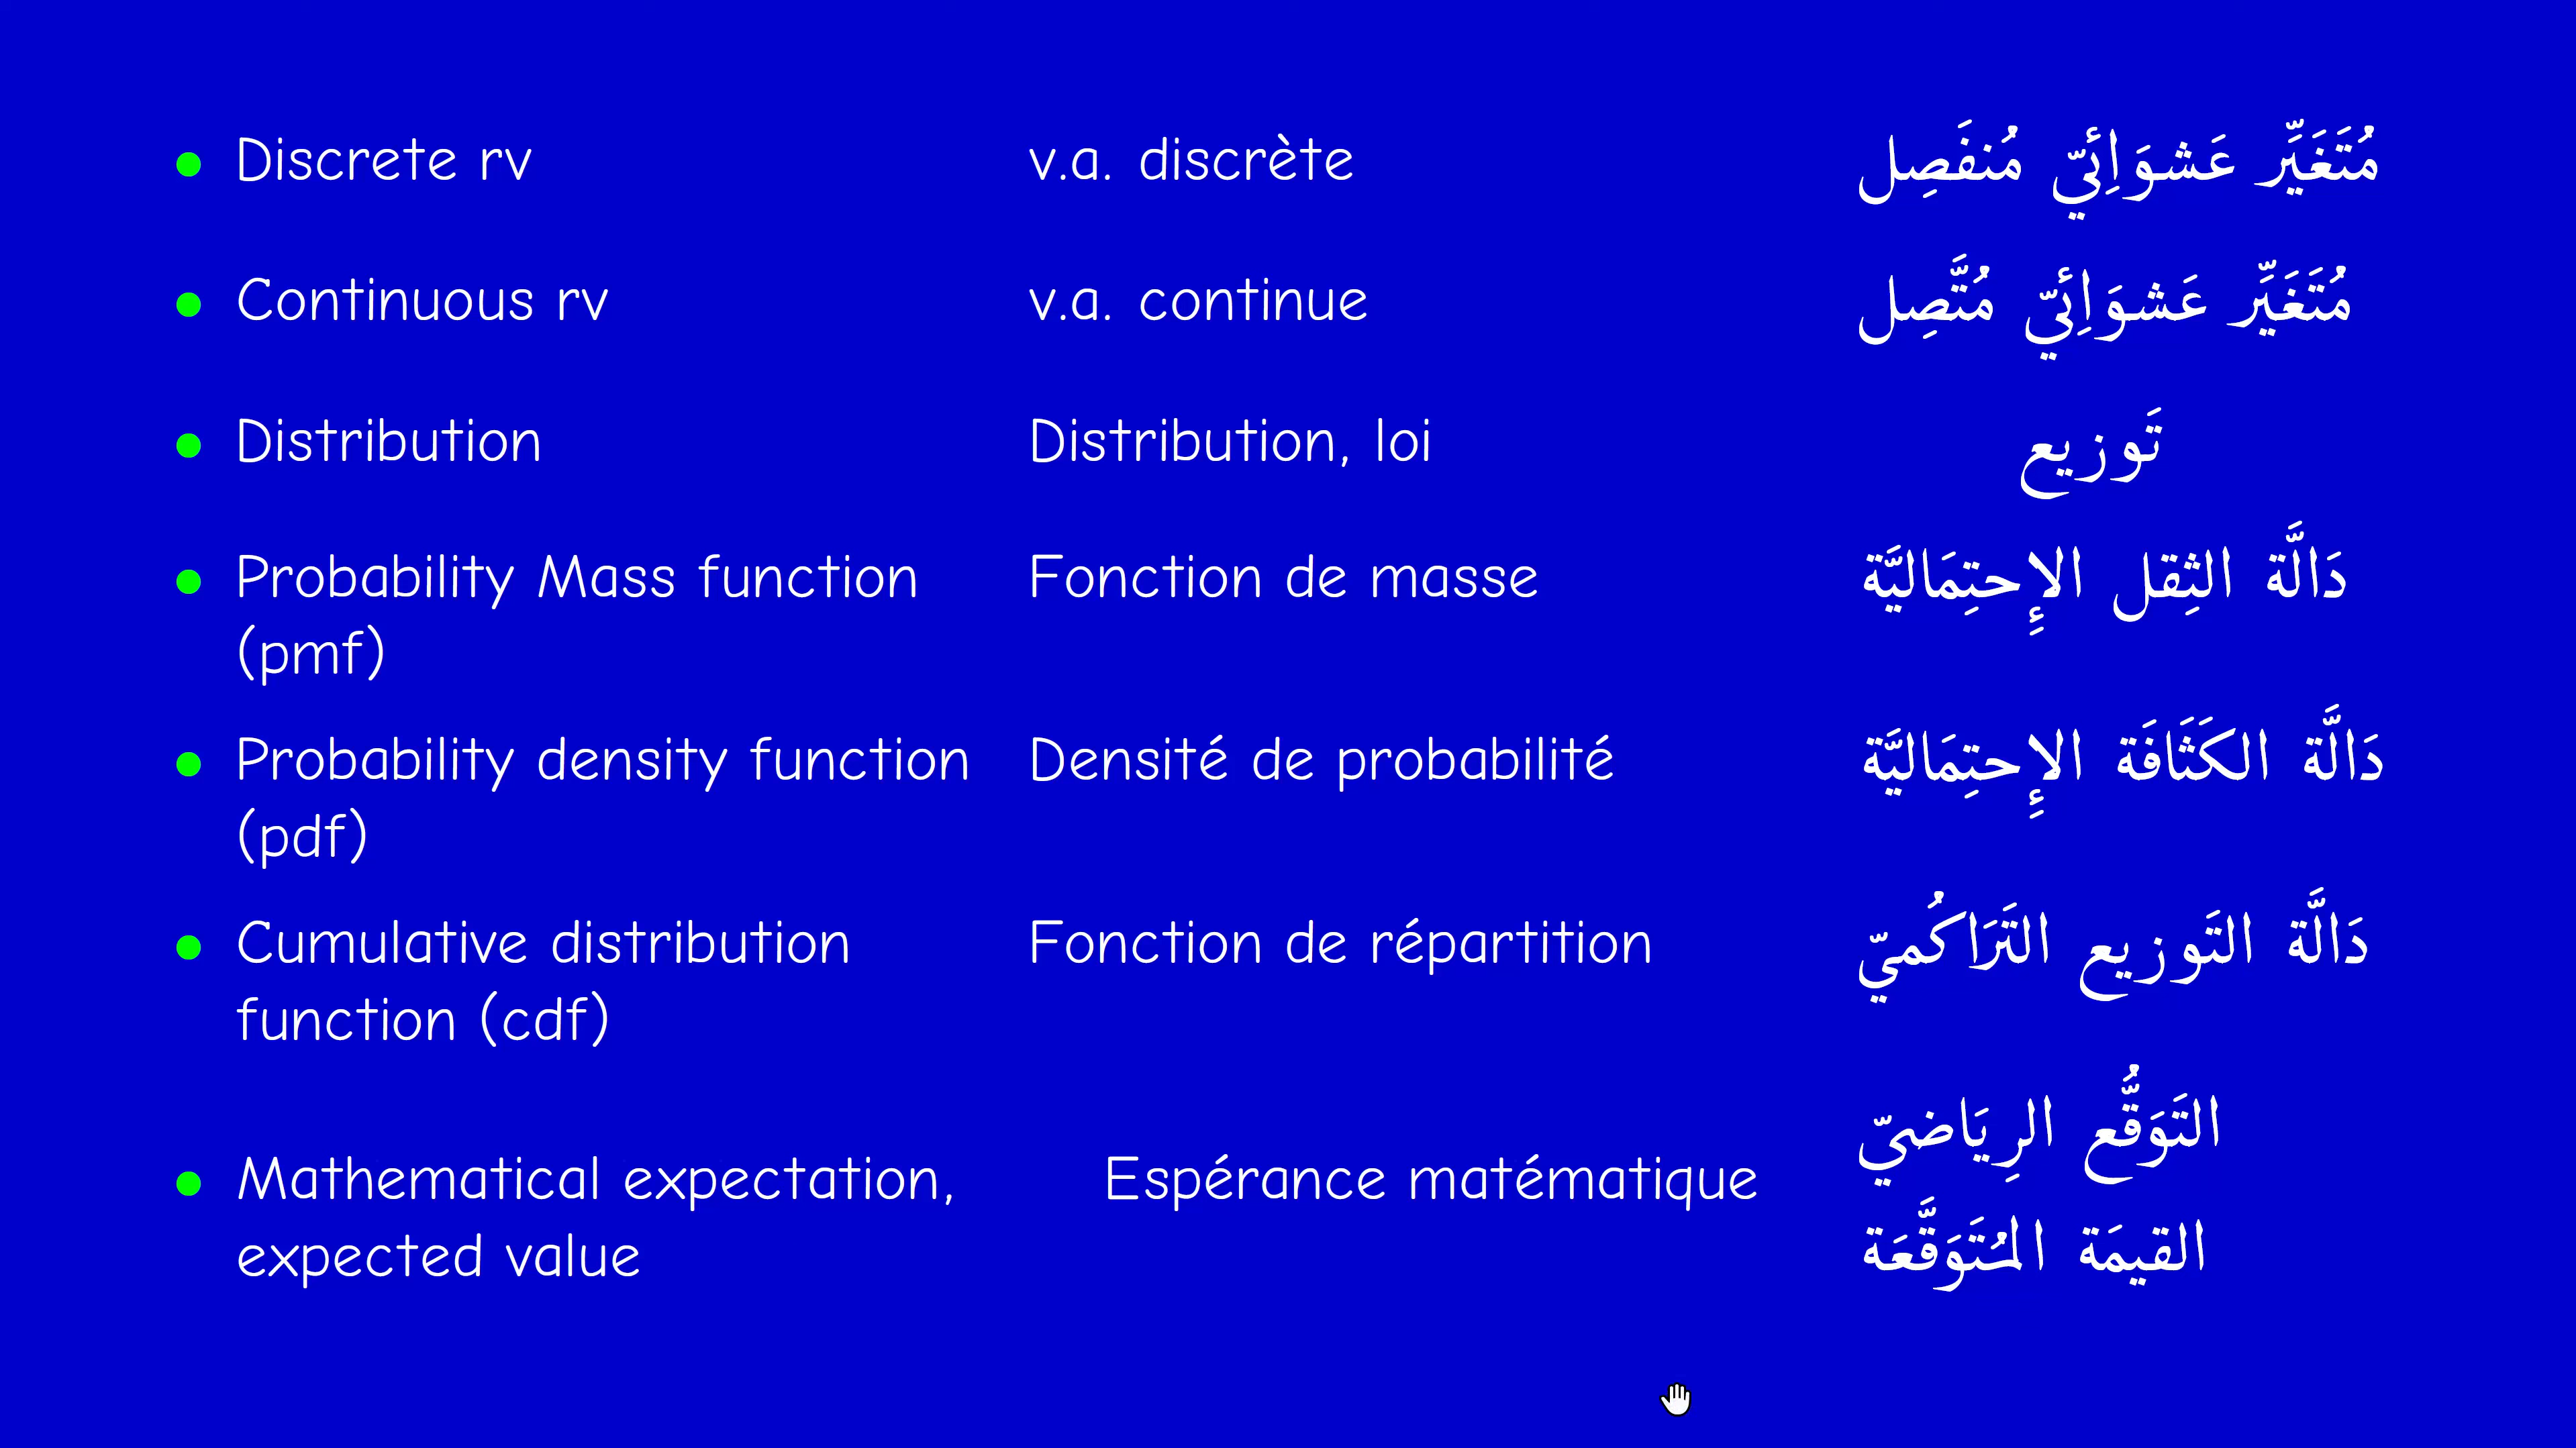 Discrete rv v.a. discrète مُتَغَيِّر عَشوَائِيّ مُنفَصِل
Continuous rv v.a. continue مُتَغَيِّر عَشوَائِيّ مُتَّصِل
Distribution Distribution, loi تَوزيع
Probability Mass function Fonction de masse دَالَّة الثِقل الإِحتِمَاليَّة
(pmf)
Probability density function Densité de probabilité دَالَّة الكَثَافَة الإِحتِمَاليَّة
(pdf)
Cumulative distribution Fonction de répartition دَالَّة التَوزيع التَرَاكُميّ
function (cdf)
التَوَقُّع الرِيَاضيّ
Mathematical expectation, Espérance matématique
expected value القيمَة المُتَوَقَّعَة